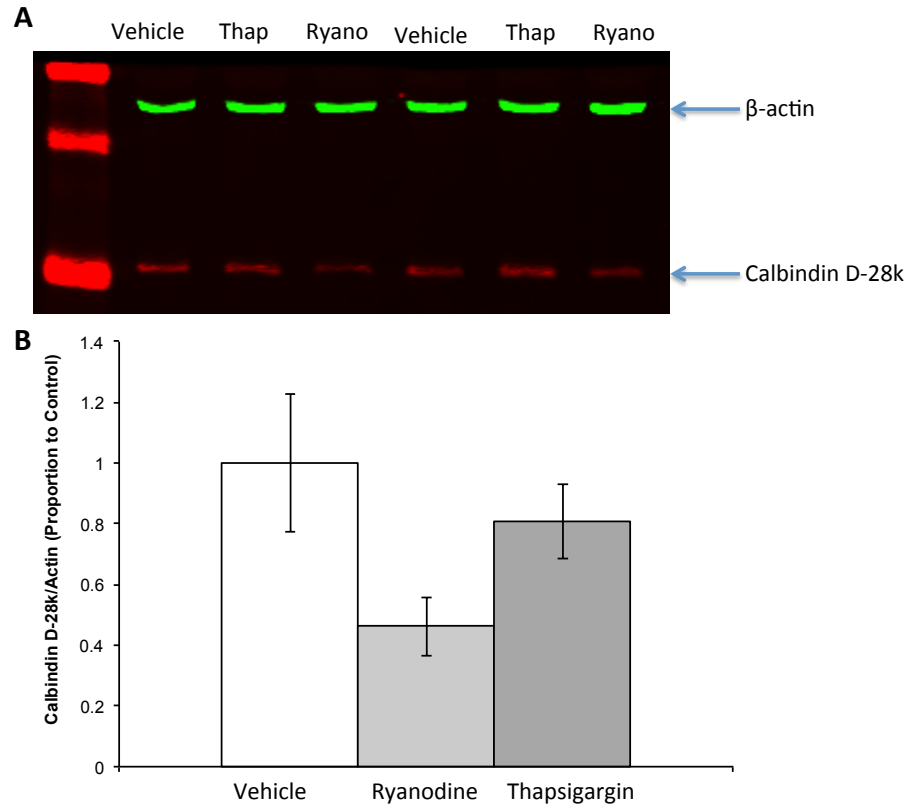 A
Vehicle Thap Ryano Vehicle Thap Ryano
β-actin
Calbindin D-28k
B
Calbindin D-28k/Actin (Proportion to Control)
1.4
1.2
1
0.8
0.6
0.4
0.2
0
Vehicle Ryanodine Thapsigargin